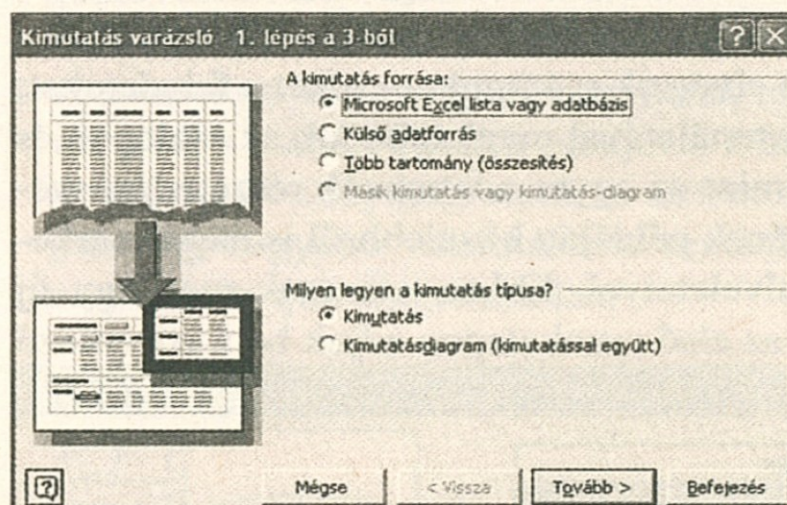 Kimutatás varázsló - 1. lépés a 3-ból
A kimutatás forrása:
Microsoft Excel lista vagy adatbázis
Külső adatforrás
Több tartomány (összesítés)
Másik kimutatás vagy kimutatás-diagram
Milyen legyen a kimutatás típusa?
Kimutatás
Kimutatásdiagram (kimutatással együtt)
Mégse
< Vissza
Tovább >
Befejezés